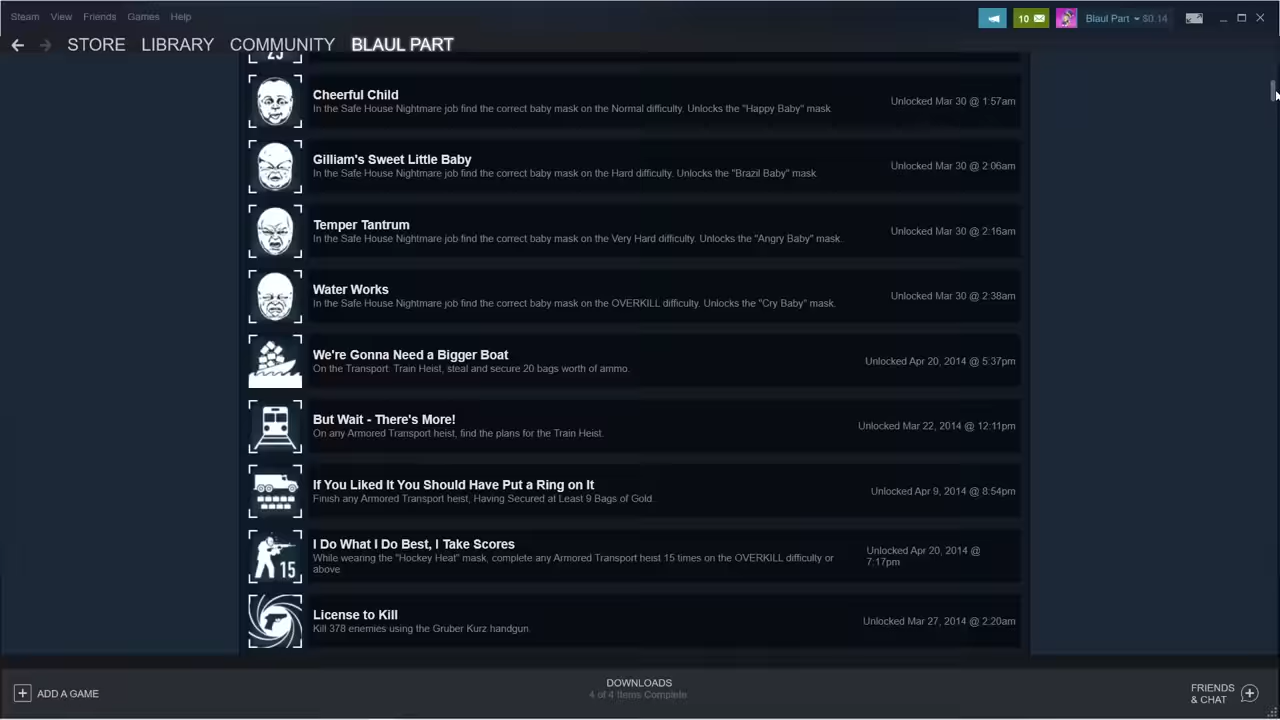 Steam View Friends Games Help
10 Blaul Part $0.14
STORE LIBRARY COMMUNITY BLAUL PART
25
Cheerful Child
In the Safe House Nightmare job find the correct baby mask on the Normal difficulty. Unlocks the "Happy Baby" mask.
Unlocked Mar 30 @ 1:57am
Gilliam's Sweet Little Baby
In the Safe House Nightmare job find the correct baby mask on the Hard difficulty. Unlocks the "Brazil Baby" mask.
Unlocked Mar 30 @ 2:06am
Temper Tantrum
In the Safe House Nightmare job find the correct baby mask on the Very Hard difficulty. Unlocks the "Angry Baby" mask.
Unlocked Mar 30 @ 2:16am
Water Works
In the Safe House Nightmare job find the correct baby mask on the OVERKILL difficulty. Unlocks the "Cry Baby" mask.
Unlocked Mar 30 @ 2:38am
We're Gonna Need a Bigger Boat
On the Transport: Train Heist, steal and secure 20 bags worth of ammo.
Unlocked Apr 20, 2014 @ 5:37pm
But Wait - There's More!
On any Armored Transport heist, find the plans for the Train Heist.
Unlocked Mar 22, 2014 @ 12:11pm
If You Liked It You Should Have Put a Ring on It
Finish any Armored Transport heist, Having Secured at Least 9 Bags of Gold.
Unlocked Apr 9, 2014 @ 8:54pm
15
I Do What I Do Best, I Take Scores
While wearing the "Hockey Heat" mask, complete any Armored Transport heist 15 times on the OVERKILL difficulty or
above.
Unlocked Apr 20, 2014 @
7:17pm
License to Kill
Kill 378 enemies using the Gruber Kurz handgun.
Unlocked Mar 27, 2014 @ 2:20am
ADD A GAME
DOWNLOADS
4 of 4 Items Complete
FRIENDS
& CHAT